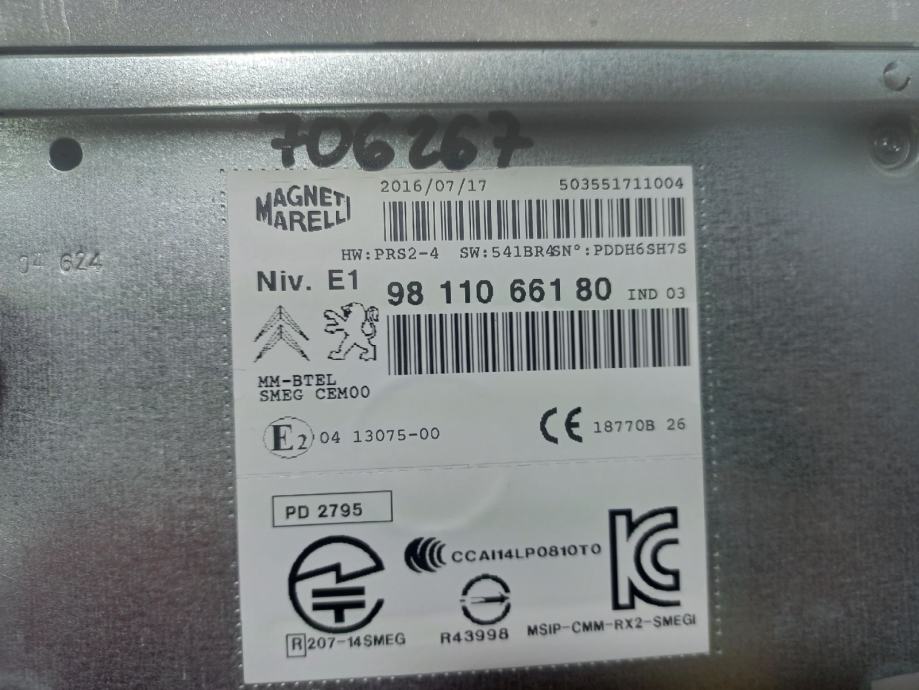 706267
MAGNETI
MARELLI
2016/07/17 503551711004
HW:PRS2-4 SW:541BR4SN°:PDDH6SH7S
Niv. E1
98 110 661 80 IND 03
MM-BTEL
SMEG CEM00
E2 04 13075-00
CE 18770B 26
PD 2795
CCAI14LP0810T0
R 207-14SMEG
R43998
MSIP-CMM-RX2-SMEGI
04 624